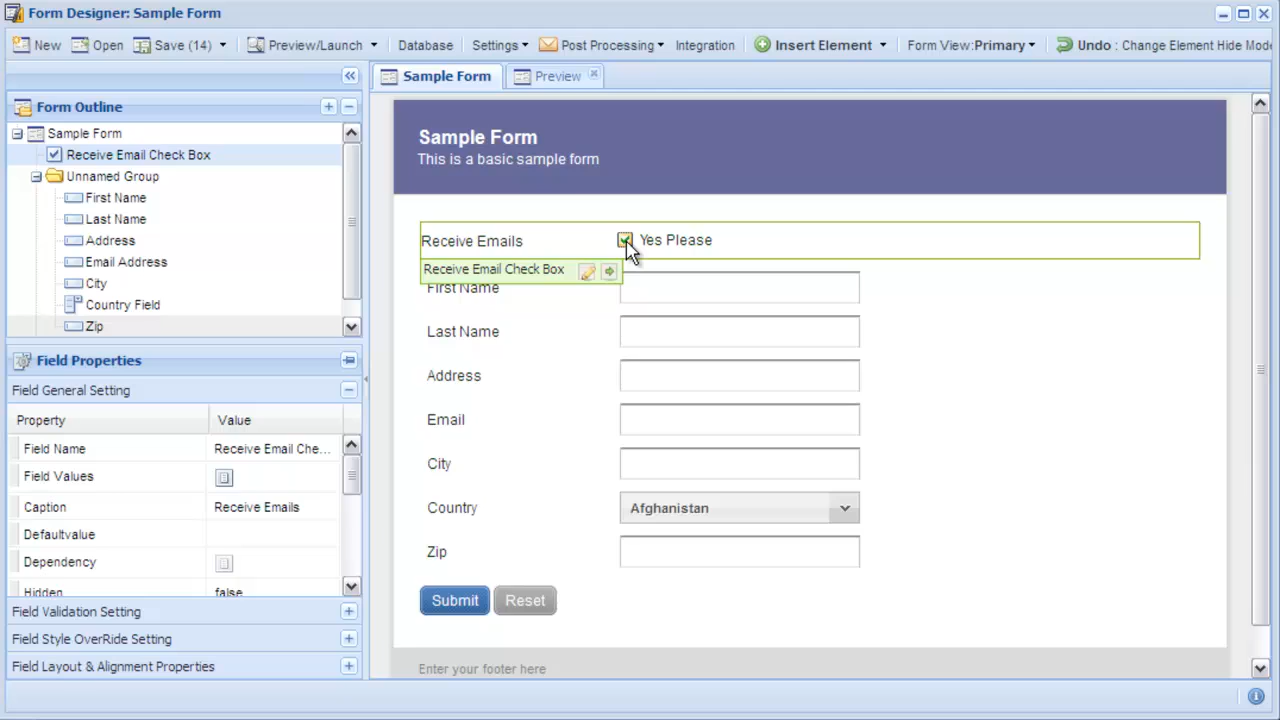 Form Designer: Sample Form
New Open Save (14) Preview/Launch Database Settings Post Processing Integration Insert Element Form View:Primary Undo : Change Element Hide Mode
Sample Form Preview
Form Outline
Sample Form
Receive Email Check Box
Unnamed Group
First Name
Last Name
Address
Email Address
City
Country Field
Zip
Field Properties
Field General Setting
Property Value
Field Name Receive Email Che...
Field Values
Caption Receive Emails
Defaultvalue
Dependency
Hidden false
Field Validation Setting
Field Style OverRide Setting
Field Layout & Alignment Properties
Sample Form
This is a basic sample form
Receive Emails Yes Please
Receive Email Check Box
First Name
Last Name
Address
Email
City
Country Afghanistan
Zip
Submit Reset
Enter your footer here